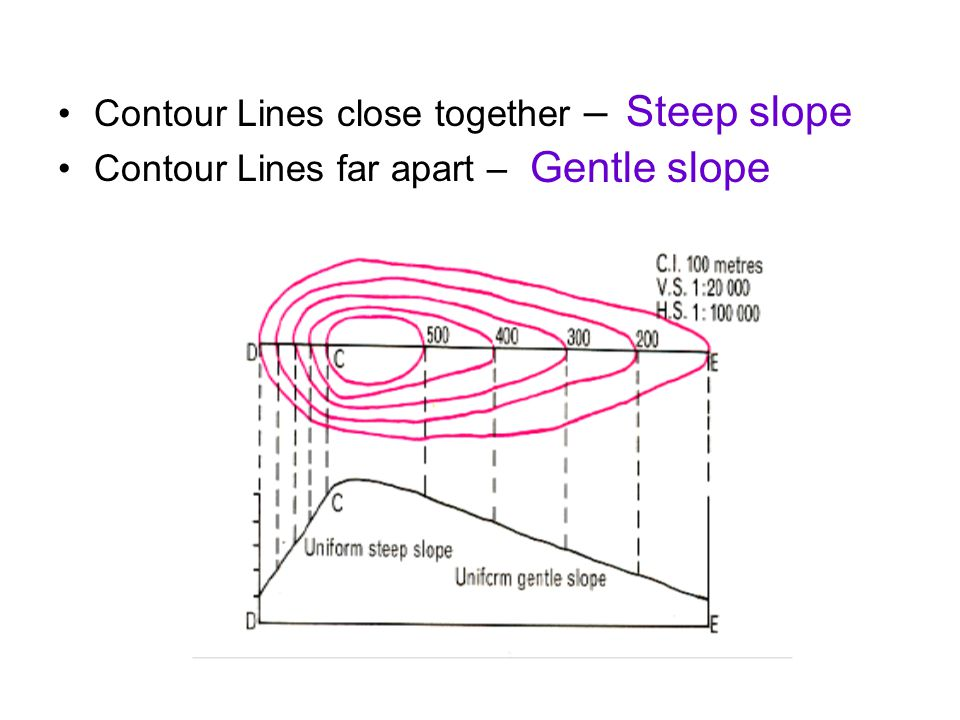 • Contour Lines close together – Steep slope
• Contour Lines far apart – Gentle slope
C.I. 100 metres
V.S. 1:20 000
H.S. 1: 100 000
D C 500 400 300 200 E
C
Uniform steep slope
Unifcrm gentle slope
D E